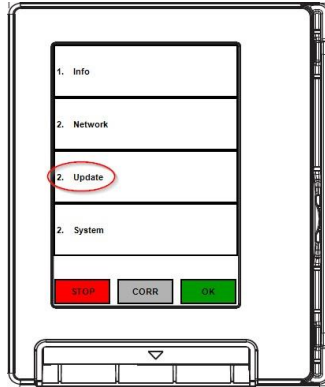 1. Info
2. Network
2. Update
2. System
STOP CORR OK